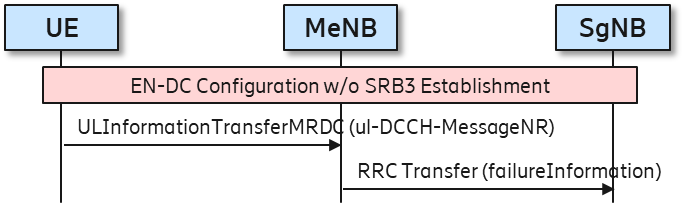 UE
MeNB
SgNB
EN-DC Configuration w/o SRB3 Establishment
ULInformationTransferMRDC (ul-DCCH-MessageNR)
RRC Transfer (failureInformation)